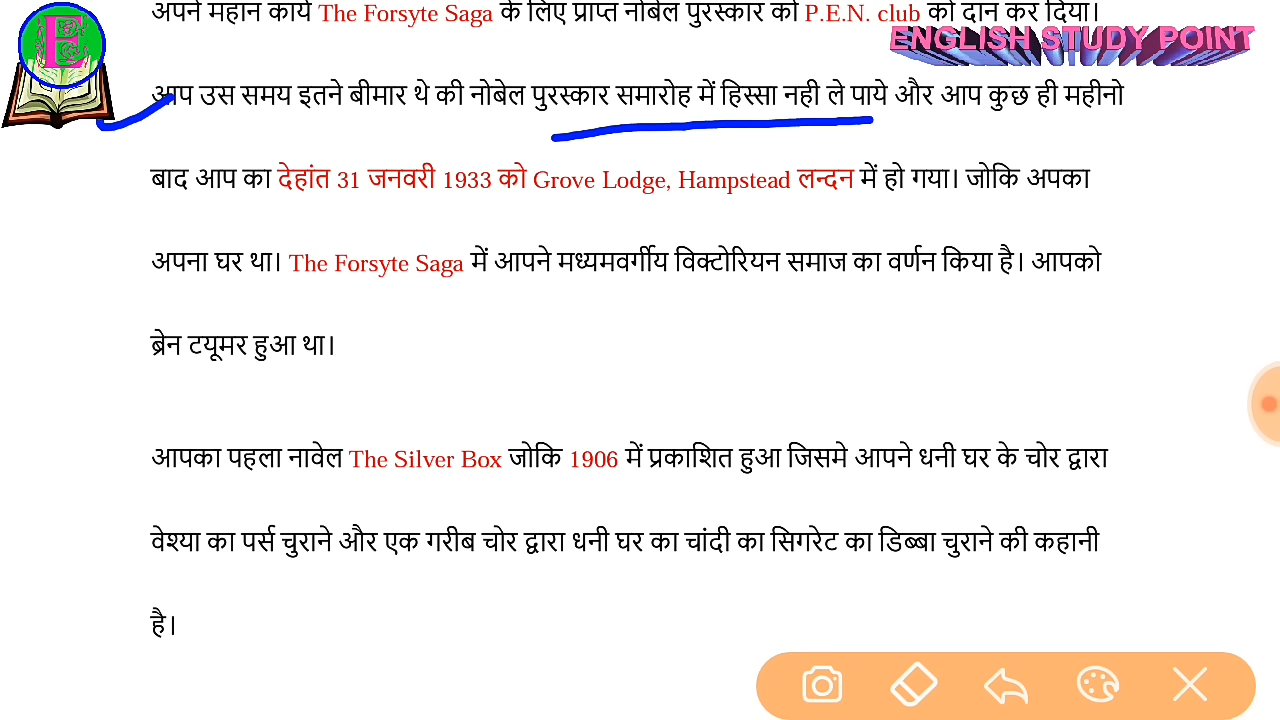 अपने महान कार्य The Forsyte Saga के लिए प्राप्त नोबेल पुरस्कार को P.E.N. club को दान कर दिया।
ENGLISH STUDY POINT
आप उस समय इतने बीमार थे की नोबेल पुरस्कार समारोह में हिस्सा नही ले पाये और आप कुछ ही महीनो
बाद आप का देहांत 31 जनवरी 1933 को Grove Lodge, Hampstead लन्दन में हो गया। जोकि अपका
अपना घर था। The Forsyte Saga में आपने मध्यमवर्गीय विक्टोरियन समाज का वर्णन किया है। आपको
ब्रेन टयूमर हुआ था।
आपका पहला नावेल The Silver Box जोकि 1906 में प्रकाशित हुआ जिसमे आपने धनी घर के चोर द्वारा
वेश्या का पर्स चुराने और एक गरीब चोर द्वारा धनी घर का चांदी का सिगरेट का डिब्बा चुराने की कहानी
है।
E